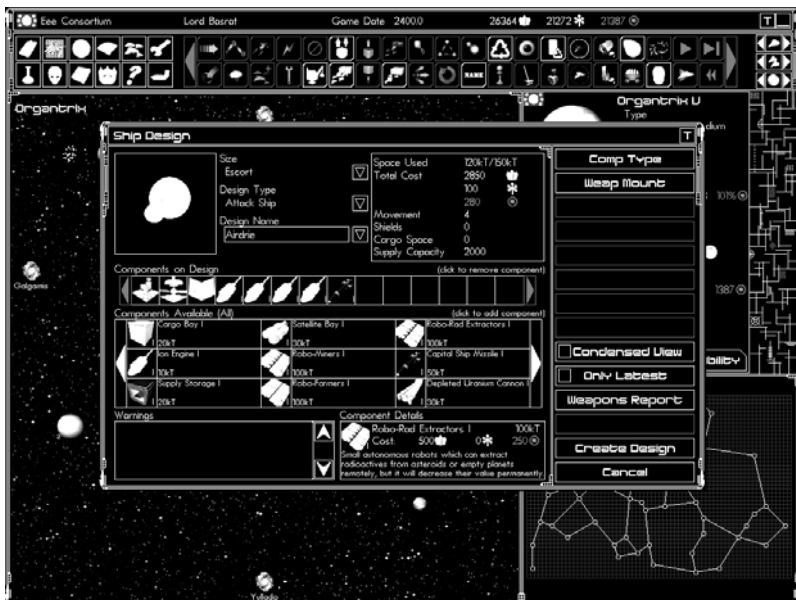 Eee Consortium Lord Basrat Game Date 2400.0 26364 21272 21387 T
NAME
Organtrix
Organtrix V
Type
Ship Design T
Size
Escort
Design Type
Attack Ship
Design Name
Airdrie
Space Used 120kT/150kT
Total Cost 2850
100
280
Movement 4
Shields 0
Cargo Space 0
Supply Capacity 2000
Comp Type
Weap Mount
101%
Components on Design (click to remove component)
Galgamis
1387
Components Available (All) (click to add component)
Cargo Bay I
20kT
Satellite Bay I
30kT
Robo-Rad Extractors I
100kT
Ion Engine I
10kT
Robo-Miners I
100kT
Capital Ship Missile I
50kT
Supply Storage I
20kT
Robo-Formers I
100kT
Depleted Uranium Cannon I
30kT
Condensed View
Only Latest
Weapons Report
Create Design
Cancel
Warnings
Component Details
Robo-Rad Extractors I 100kT
Cost: 500 0 250
Small autonomous robots which can extract
radioactives from asteroids or empty planets
remotely, but it will decrease their value permanently.